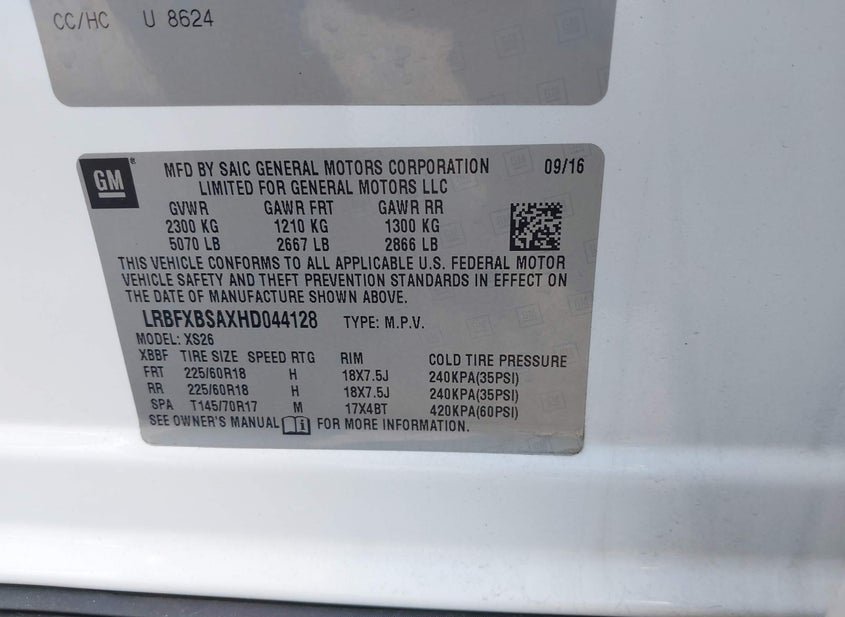 CC/HC U 8624
GM
MFD BY SAIC GENERAL MOTORS CORPORATION 09/16
LIMITED FOR GENERAL MOTORS LLC
GVWR GAWR FRT GAWR RR
2300 KG 1210 KG 1300 KG
5070 LB 2667 LB 2866 LB
THIS VEHICLE CONFORMS TO ALL APPLICABLE U.S. FEDERAL MOTOR
VEHICLE SAFETY AND THEFT PREVENTION STANDARDS IN EFFECT ON
THE DATE OF MANUFACTURE SHOWN ABOVE.
LRBFXBSAXHD044128 TYPE: M.P.V.
MODEL: XS26
XBBF TIRE SIZE SPEED RTG RIM COLD TIRE PRESSURE
FRT 225/60R18 H 18X7.5J 240KPA(35PSI)
RR 225/60R18 H 18X7.5J 240KPA(35PSI)
SPA T145/70R17 M 17X4BT 420KPA(60PSI)
SEE OWNER'S MANUAL FOR MORE INFORMATION.